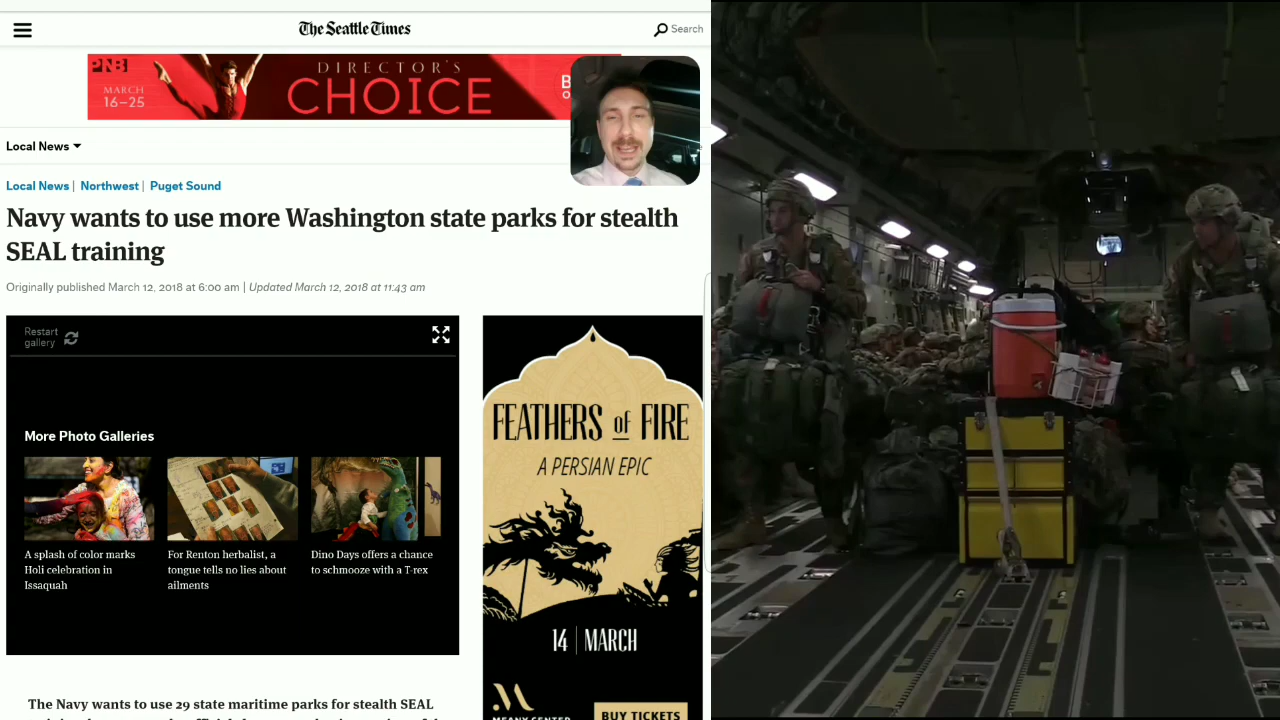 The Seattle Times
Search
PNB
MARCH
16–25
DIRECTOR'S
CHOICE
Local News
Local News | Northwest | Puget Sound
Navy wants to use more Washington state parks for stealth
SEAL training
Originally published March 12, 2018 at 6:00 am | Updated March 12, 2018 at 11:43 am
Restart
gallery
More Photo Galleries
A splash of color marks
Holi celebration in
Issaquah
For Renton herbalist, a
tongue tells no lies about
ailments
Dino Days offers a chance
to schmooze with a T-rex
FEATHERS of FIRE
A PERSIAN EPIC
14 | MARCH
BUY TICKETS
The Navy wants to use 29 state maritime parks for stealth SEAL